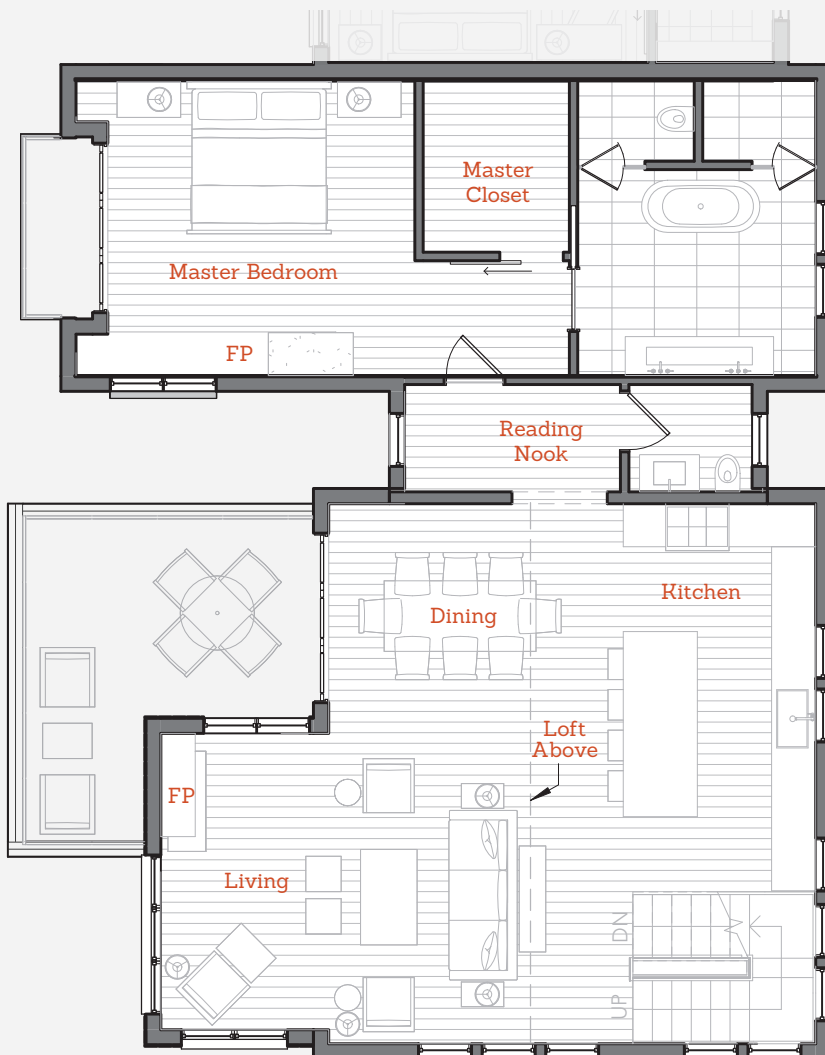 Master
Closet
Master Bedroom
FP
Reading
Nook
Kitchen
Dining
Loft
Above
FP
Living
DN
UP